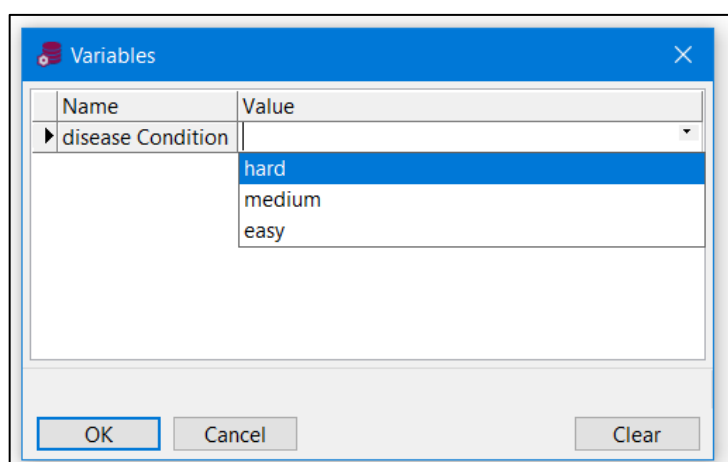 Variables
Name Value
disease Condition
hard
medium
easy
OK Cancel Clear